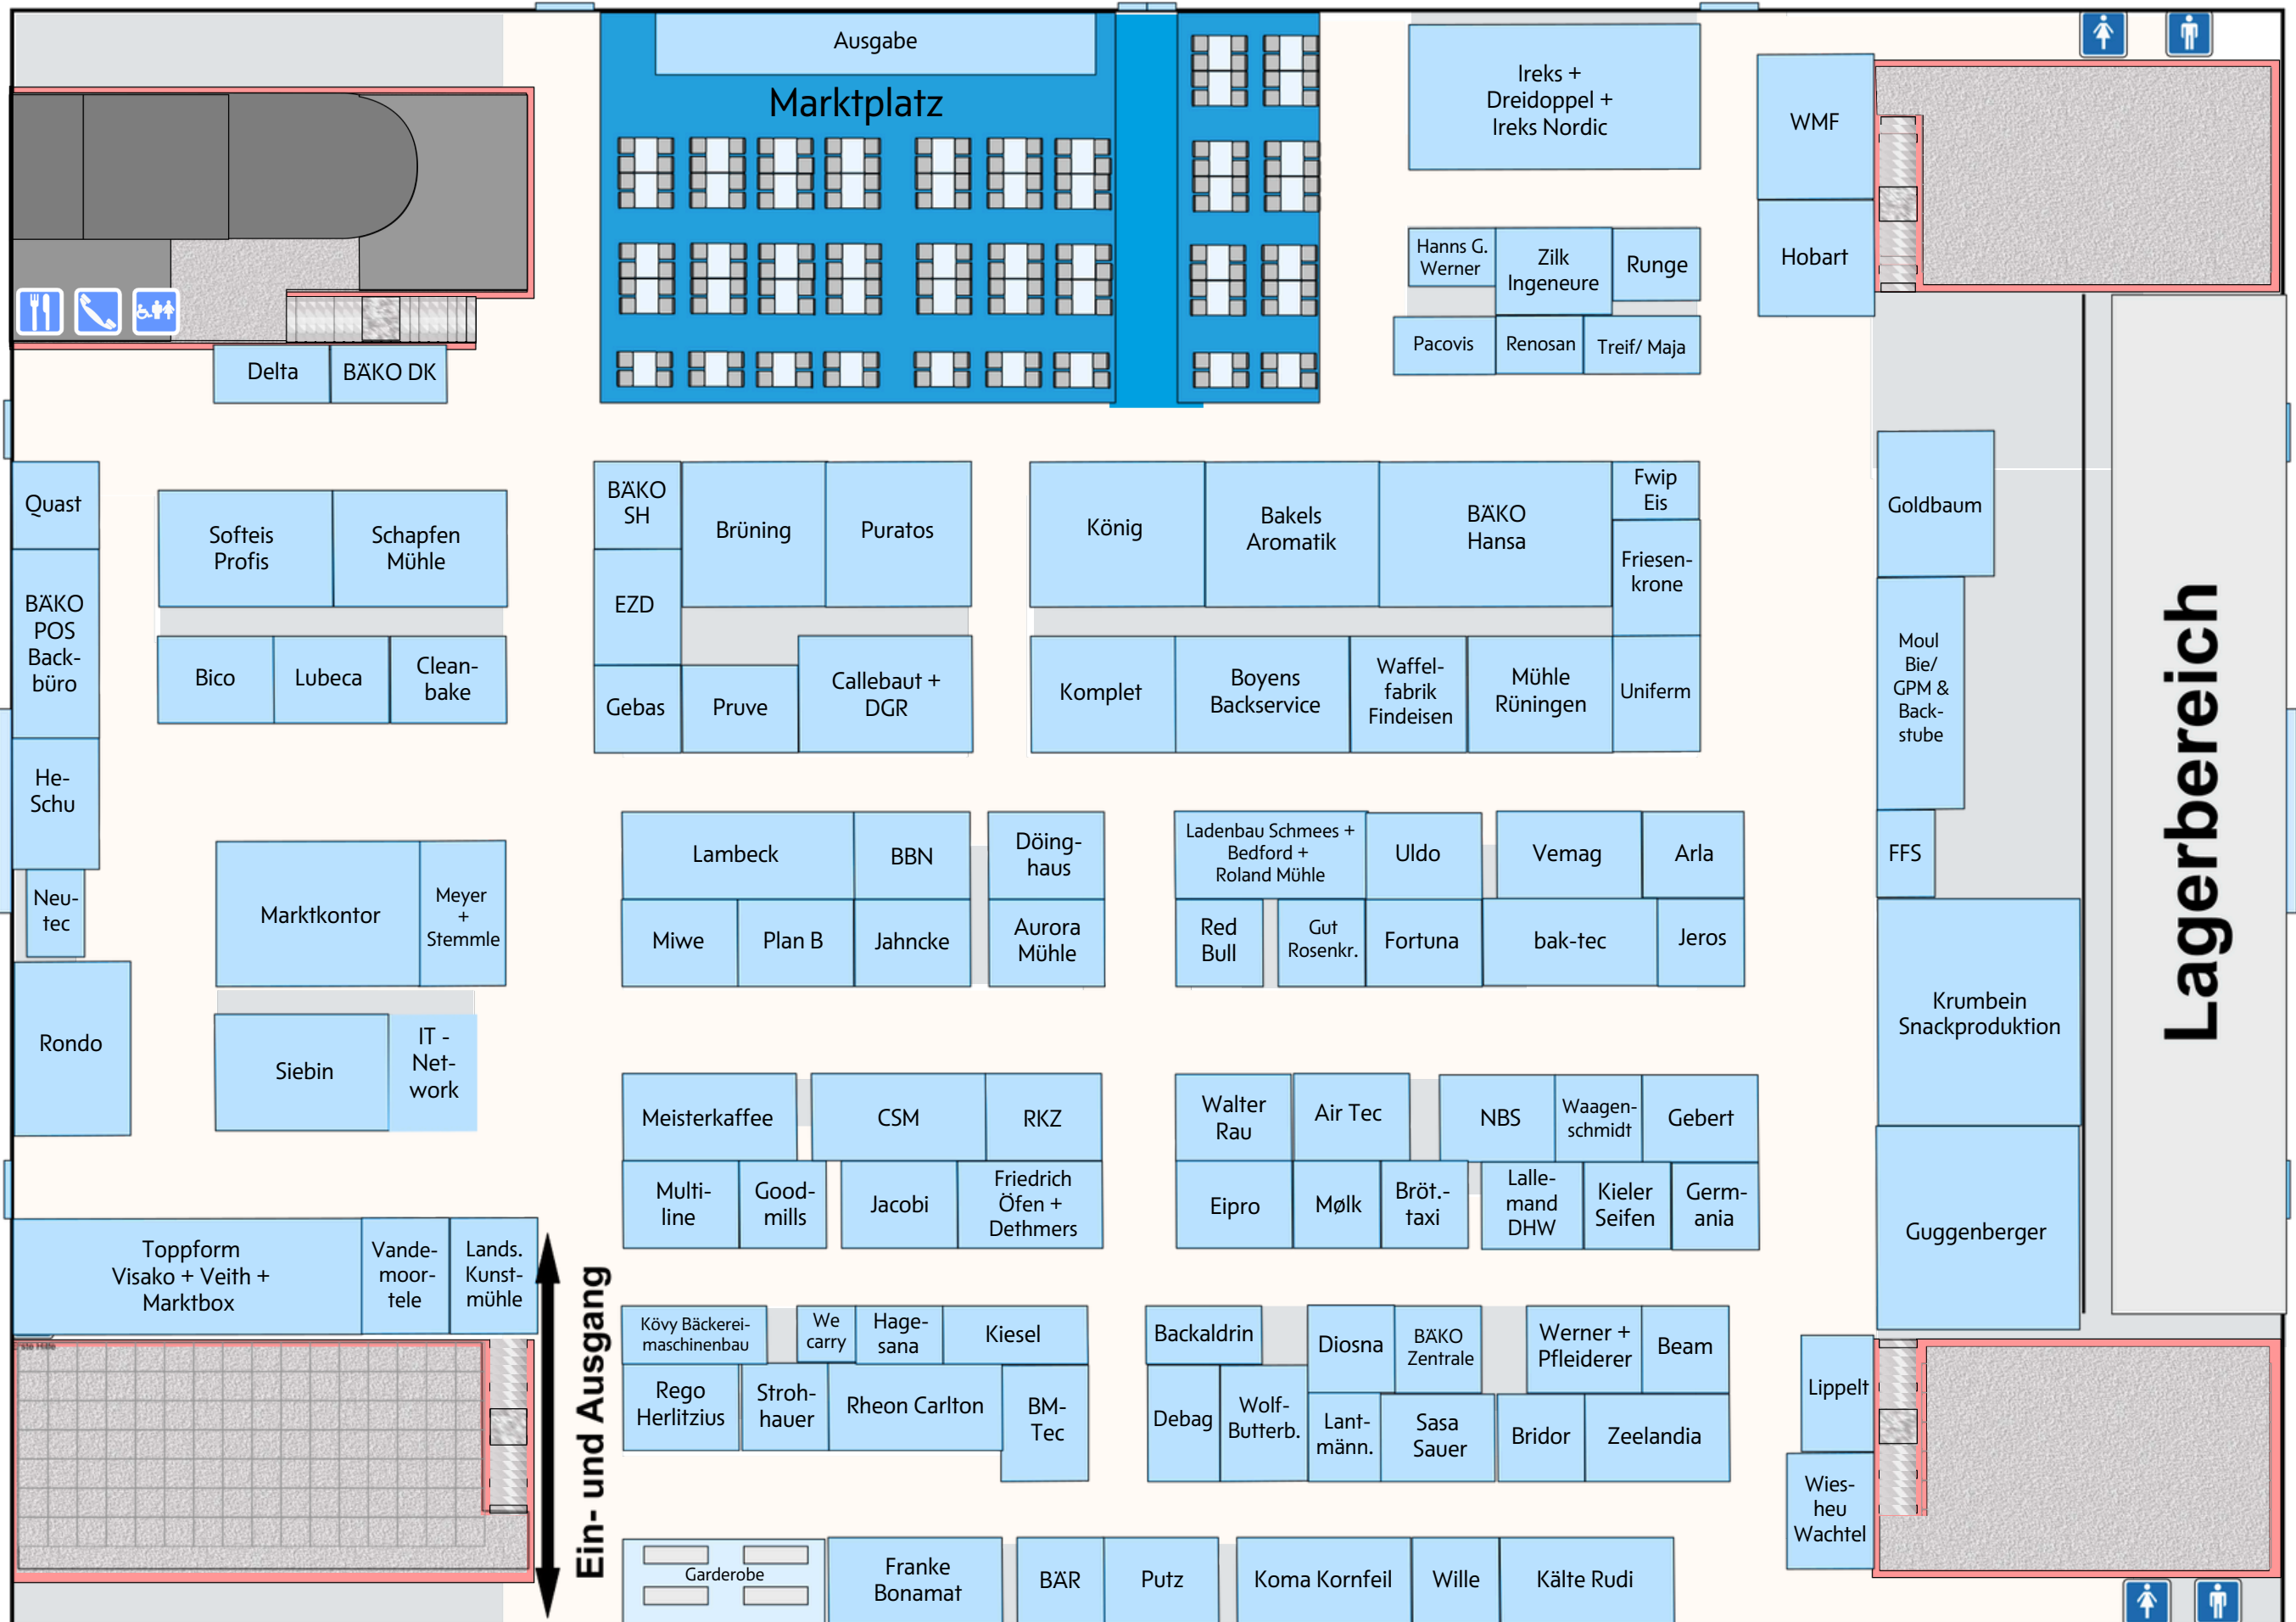 Ausgabe
Marktplatz
Ireks +
Dreidoppel +
Ireks Nordic
WMF
Hobart
Hanns G.
Werner
Zilk
Ingeneure
Runge
Pacovis
Renosan
Treif/ Maja
Delta
BÄKO DK
Quast
BÄKO
POS
Back-
büro
He-
Schu
Neu-
tec
Rondo
Softeis
Profis
Schapfen
Mühle
Bico
Lubeca
Clean-
bake
BÄKO
SH
EZD
Gebas
Brüning
Puratos
Pruve
Callebaut +
DGR
König
Bakels
Aromatik
BÄKO
Hansa
Fwip
Eis
Friesen-
krone
Komplet
Boyens
Backservice
Waffel-
fabrik
Findeisen
Mühle
Rüningen
Uniferm
Goldbaum
Moul
Bie/
GPM &
Back-
stube
FFS
Krumbein
Snackproduktion
Guggenberger
Lagerbereich
Marktkontor
Meyer
+
Stemmle
Siebin
IT -
Net-
work
Lambeck
BBN
Döing-
haus
Miwe
Plan B
Jahncke
Aurora
Mühle
Ladenbau Schmees +
Bedford +
Roland Mühle
Uldo
Vemag
Arla
Red
Bull
Gut
Rosenkr.
Fortuna
bak-tec
Jeros
Meisterkaffee
CSM
RKZ
Multi-
line
Good-
mills
Jacobi
Friedrich
Öfen +
Dethmers
Walter
Rau
Air Tec
NBS
Waagen-
schmidt
Gebert
Eipro
Mølk
Bröt.-
taxi
Lalle-
mand
DHW
Kieler
Seifen
Germ-
ania
Toppform
Visako + Veith +
Marktbox
Vande-
moor-
tele
Lands.
Kunst-
mühle
Ein- und Ausgang
Kövy Bäckerei-
maschinenbau
We
carry
Hage-
sana
Kiesel
Rego
Herlitzius
Stroh-
hauer
Rheon Carlton
BM-
Tec
Backaldrin
Diosna
BÄKO
Zentrale
Werner +
Pfleiderer
Beam
Debag
Wolf-
Butterb.
Lant-
männ.
Sasa
Sauer
Bridor
Zeelandia
Lippelt
Wies-
heu
Wachtel
Garderobe
Franke
Bonamat
BÄR
Putz
Koma Kornfeil
Wille
Kälte Rudi